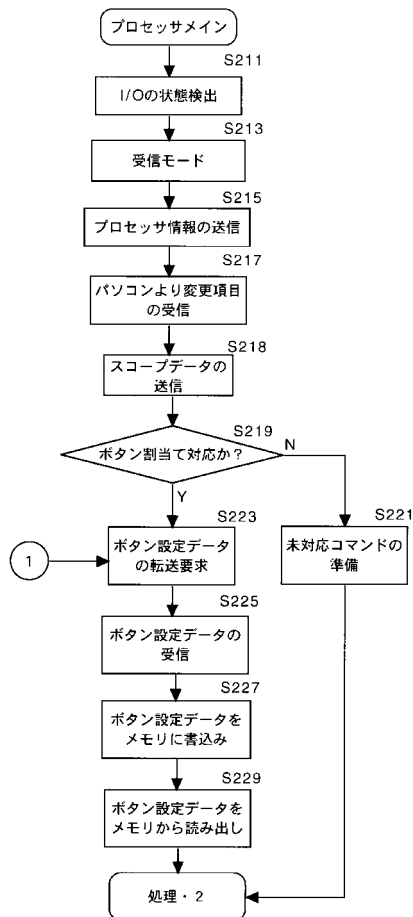 プロセッサメイン
S211
I/Oの状態検出
S213
受信モード
S215
プロセッサ情報の送信
S217
パソコンより変更項目
の受信
S218
スコープデータの
送信
S219
ボタン割当て対応か？
N
Y
S223
S221
1
ボタン設定データ
の転送要求
未対応コマンドの
準備
S225
ボタン設定データの
受信
S227
ボタン設定データを
メモリに書込み
S229
ボタン設定データを
メモリから読み出し
処理・2